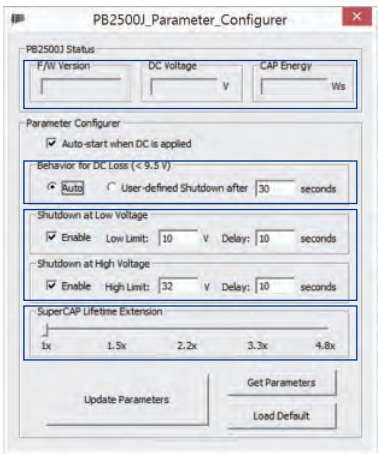 PB2500J_Parameter_Configurer
PB2500J Status
F/W Version DC Voltage CAP Energy
V Ws
Parameter Configurer
Auto-start when DC is applied
Behavior for DC Loss (< 9.5 V)
Auto User-defined Shutdown after 30 seconds
Shutdown at Low Voltage
Enable Low Limit: 10 V Delay: 10 seconds
Shutdown at High Voltage
Enable High Limit: 32 V Delay: 10 seconds
SuperCAP Lifetime Extension
1x 1.5x 2.2x 3.3x 4.8x
Update Parameters
Get Parameters
Load Default